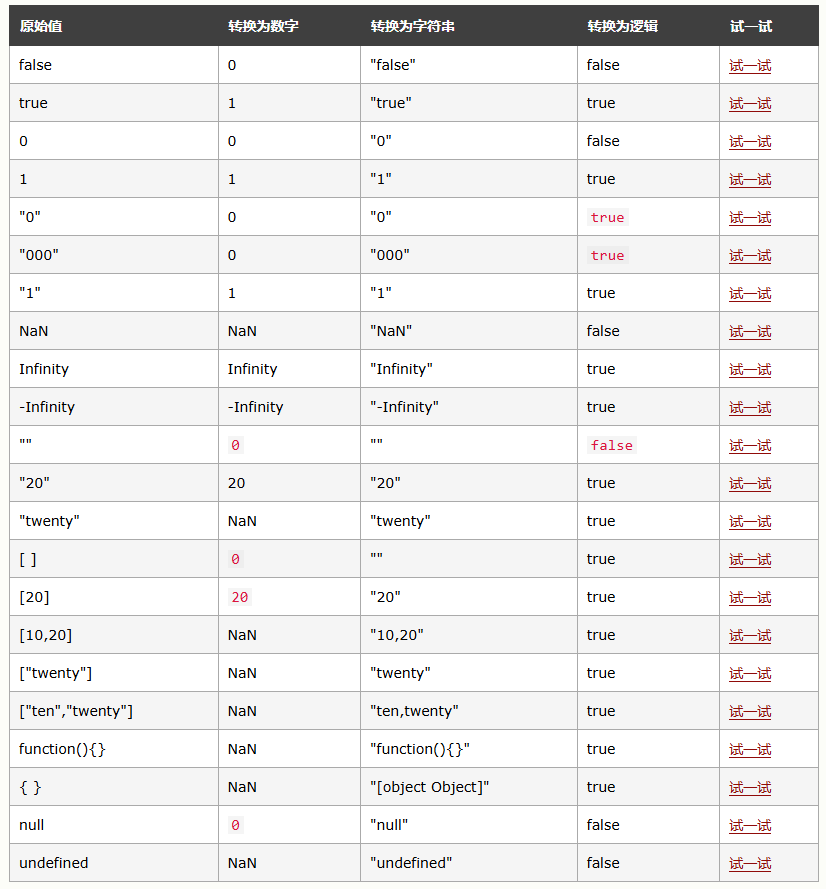 原始值 转换为数字 转换为字符串 转换为逻辑 试一试
false 0 "false" false 试一试
true 1 "true" true 试一试
0 0 "0" false 试一试
1 1 "1" true 试一试
"0" 0 "0" true 试一试
"000" 0 "000" true 试一试
"1" 1 "1" true 试一试
NaN NaN "NaN" false 试一试
Infinity Infinity "Infinity" true 试一试
-Infinity -Infinity "-Infinity" true 试一试
"" 0 "" false 试一试
"20" 20 "20" true 试一试
"twenty" NaN "twenty" true 试一试
[ ] 0 "" true 试一试
[20] 20 "20" true 试一试
[10,20] NaN "10,20" true 试一试
["twenty"] NaN "twenty" true 试一试
["ten","twenty"] NaN "ten,twenty" true 试一试
function(){} NaN "function(){}" true 试一试
{ } NaN "[object Object]" true 试一试
null 0 "null" false 试一试
undefined NaN "undefined" false 试一试